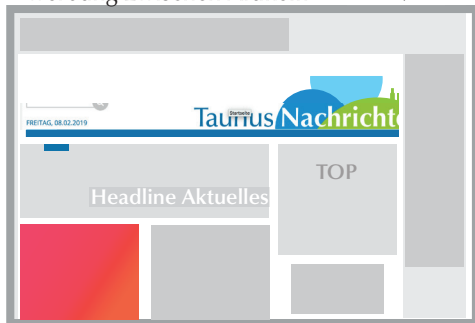 Startseite
Taunus Nachricht
FREITAG, 08.02.2019
TOP
Headline Aktuelles